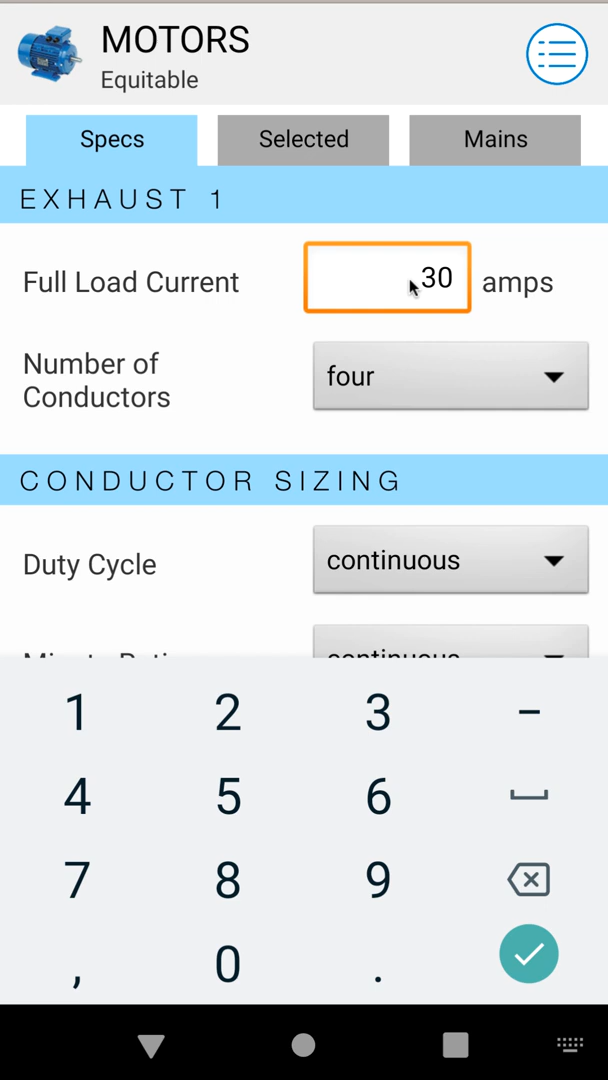 MOTORS
Equitable
Specs
Selected
Mains
EXHAUST 1
Full Load Current
30
amps
Number of
Conductors
four
CONDUCTOR SIZING
Duty Cycle
continuous
continuous
1 2 3 –
4 5 6
7 8 9
, 0 .